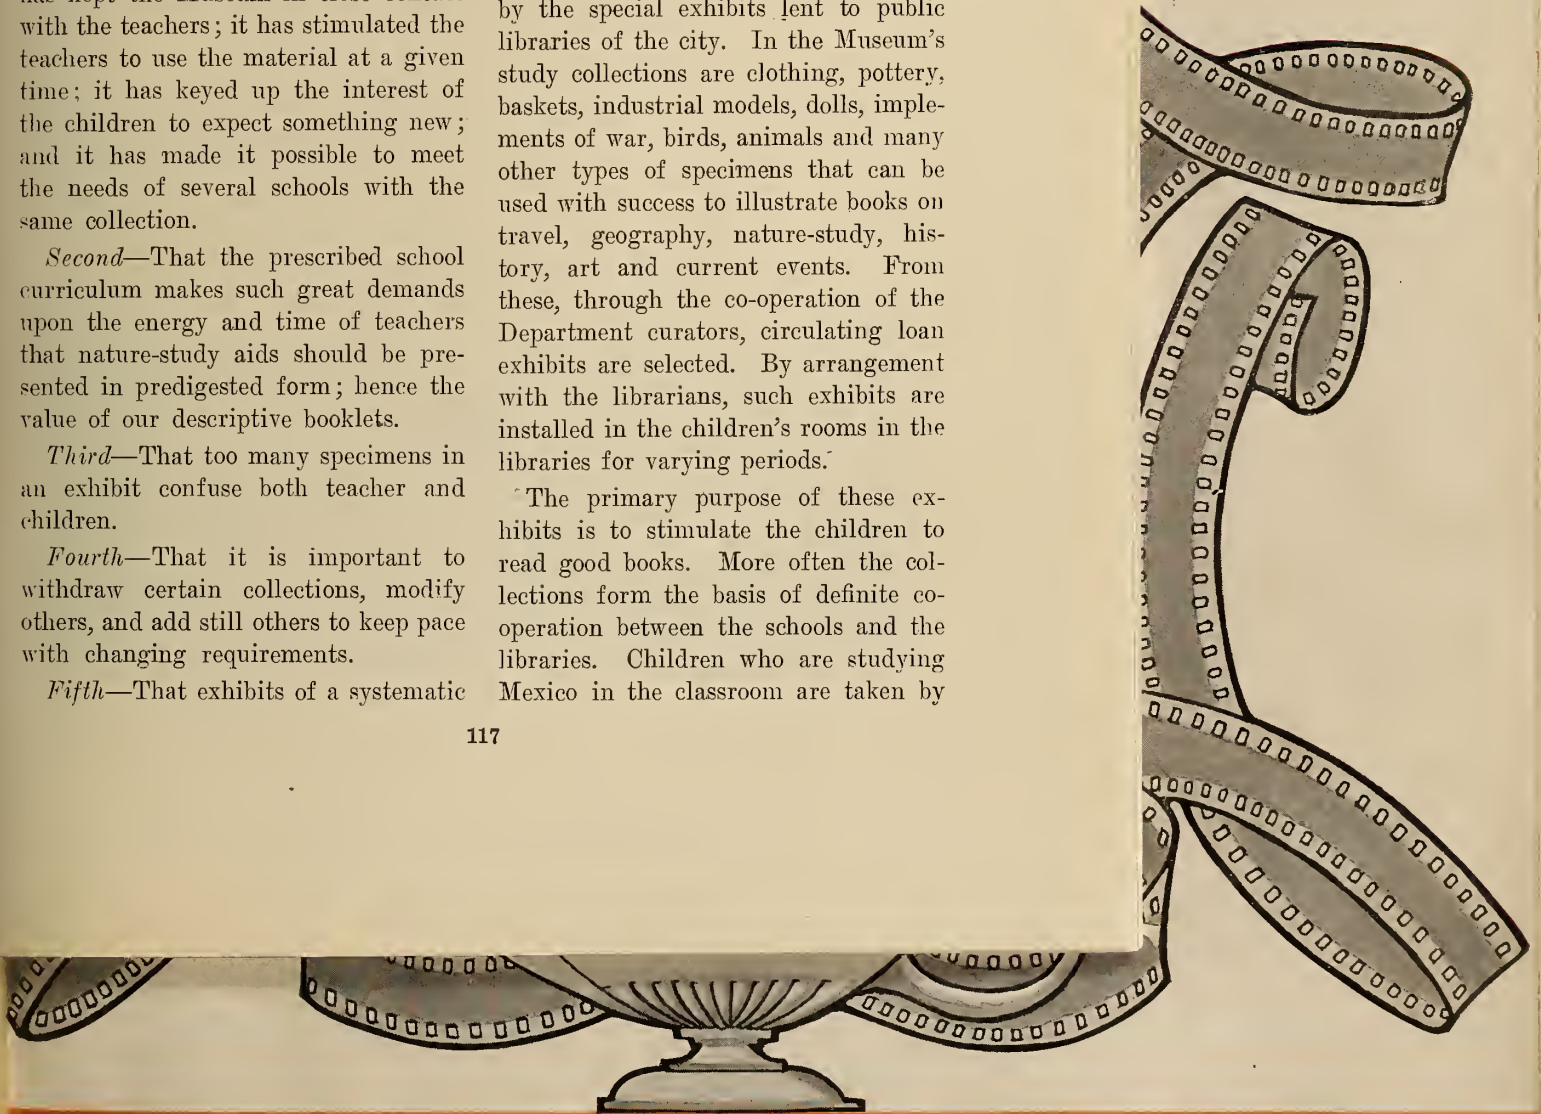 with the teachers; it has stimulated the
teachers to use the material at a given
time; it has keyed up the interest of
the children to expect something new;
and it has made it possible to meet
the needs of several schools with the
same collection.
Second—That the prescribed school
curriculum makes such great demands
upon the energy and time of teachers
that nature-study aids should be pre-
sented in predigested form; hence the
value of our descriptive booklets.
Third—That too many specimens in
an exhibit confuse both teacher and
children.
Fourth—That it is important to
withdraw certain collections, modify
others, and add still others to keep pace
with changing requirements.
Fifth—That exhibits of a systematic
by the special exhibits lent to public
libraries of the city. In the Museum's
study collections are clothing, pottery,
baskets, industrial models, dolls, imple-
ments of war, birds, animals and many
other types of specimens that can be
used with success to illustrate books on
travel, geography, nature-study, his-
tory, art and current events. From
these, through the co-operation of the
Department curators, circulating loan
exhibits are selected. By arrangement
with the librarians, such exhibits are
installed in the children's rooms in the
libraries for varying periods.
The primary purpose of these ex-
hibits is to stimulate the children to
read good books. More often the col-
lections form the basis of definite co-
operation between the schools and the
libraries. Children who are studying
Mexico in the classroom are taken by
117